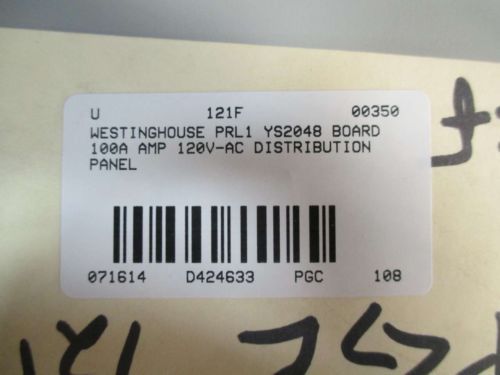 U 121F 00350
WESTINGHOUSE PRL1 YS2048 BOARD
100A AMP 120V-AC DISTRIBUTION
PANEL
071614 D424633 PGC 108